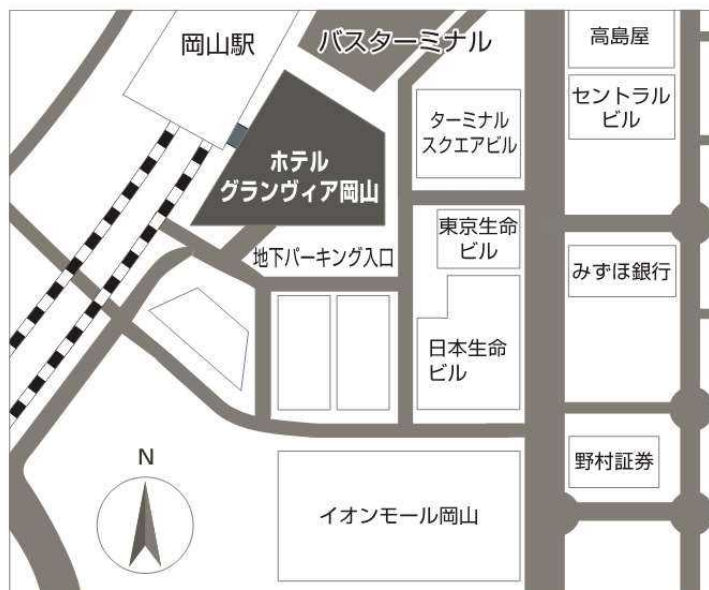 岡山駅
バスターミナル
高島屋
セントラル
ビル
ターミナル
スクエアビル
ホテル
グランヴィア岡山
東京生命
ビル
地下パーキング入口
みずほ銀行
日本生命
ビル
野村証券
N
イオンモール岡山